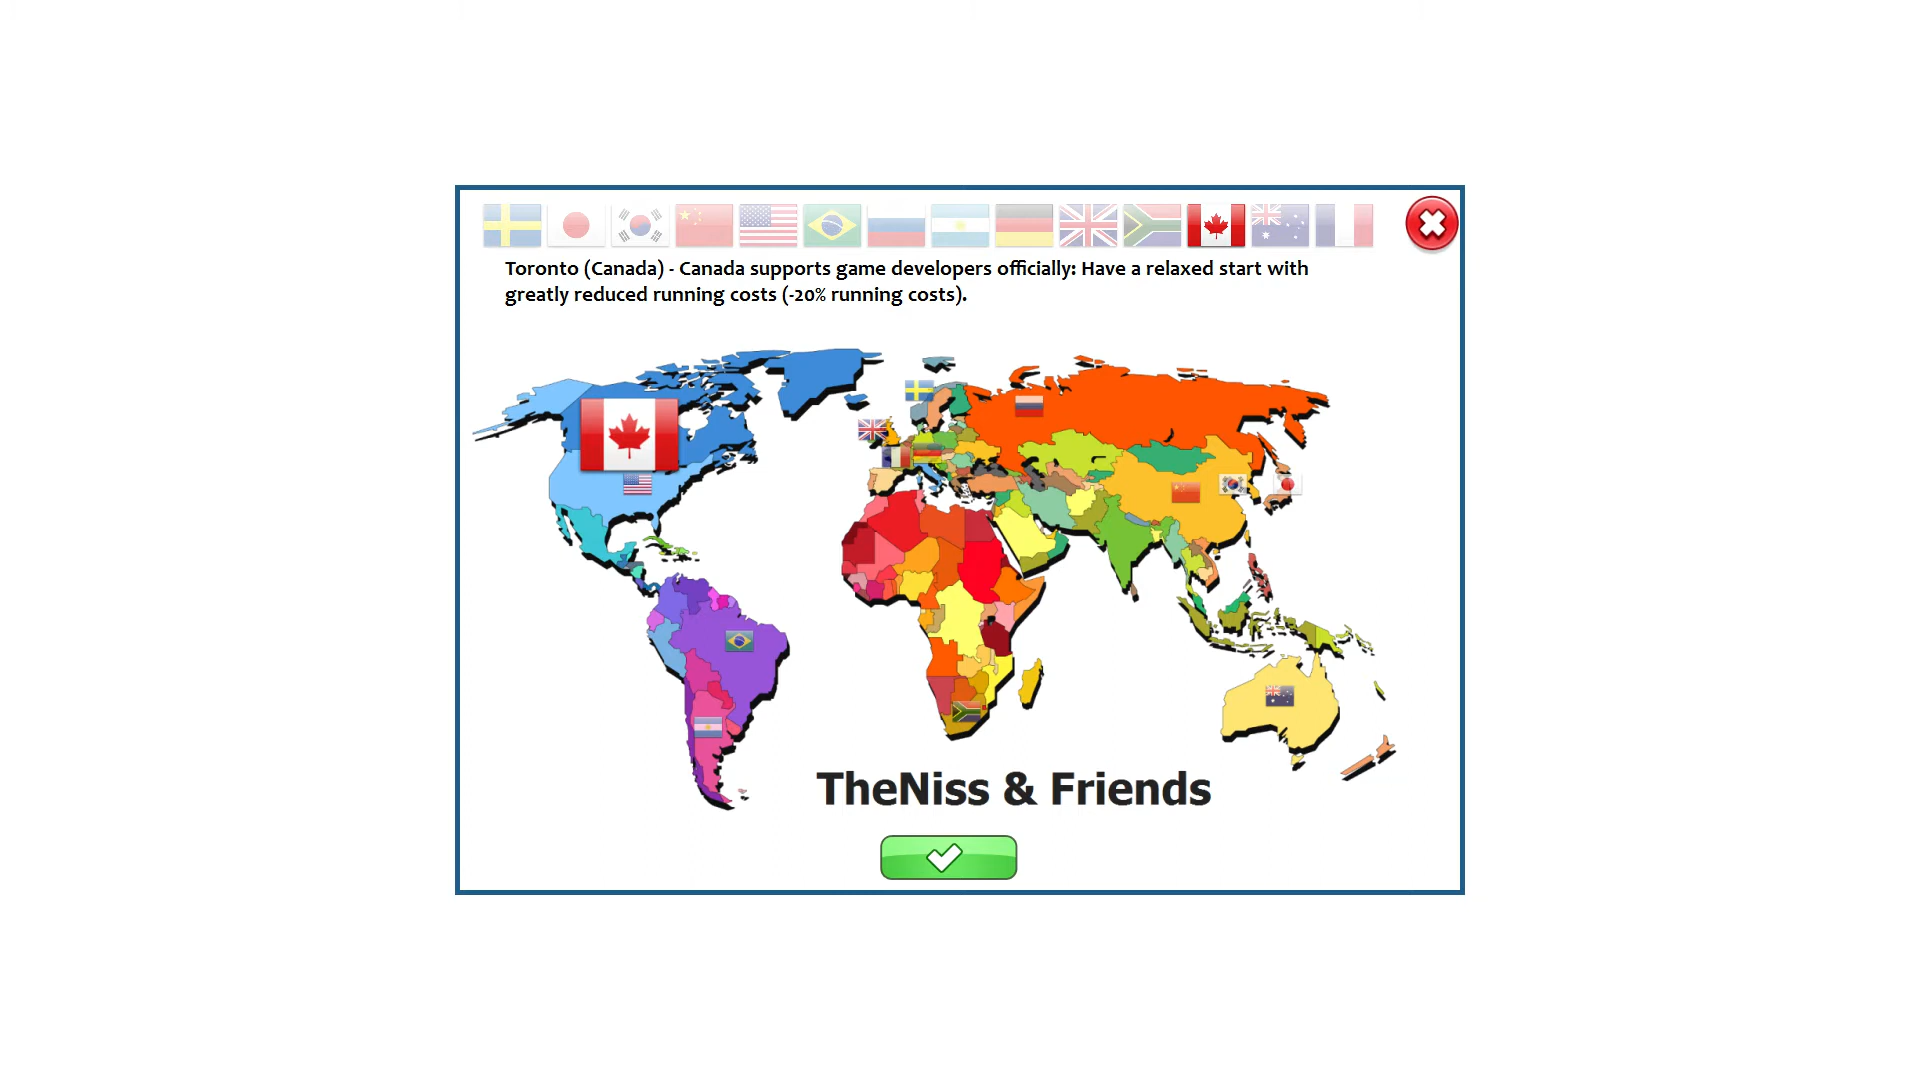 Toronto (Canada) - Canada supports game developers officially: Have a relaxed start with
greatly reduced running costs (-20% running costs).
TheNiss & Friends